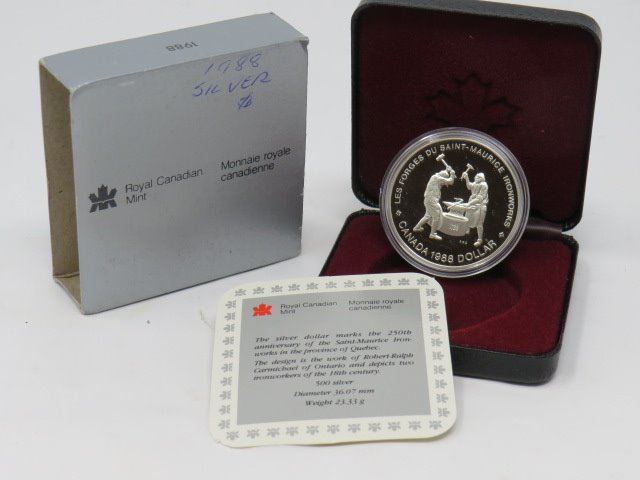 1988
1988
SILVER
Royal Canadian
Mint
Monnaie royale
canadienne
LES FORGES DU SAINT-MAURICE IRONWORKS
CANADA 1988 DOLLAR
Royal Canadian
Mint
Monnaie royale
canadienne
The silver dollar marks the 250th
anniversary of the Saint-Maurice Iron-
works in the province of Quebec.
The design is the work of Robert-Ralph
Carmichael of Ontario and depicts two
ironworkers of the 18th century.
500 silver
Diameter 36.07 mm
Weight 23.33 g